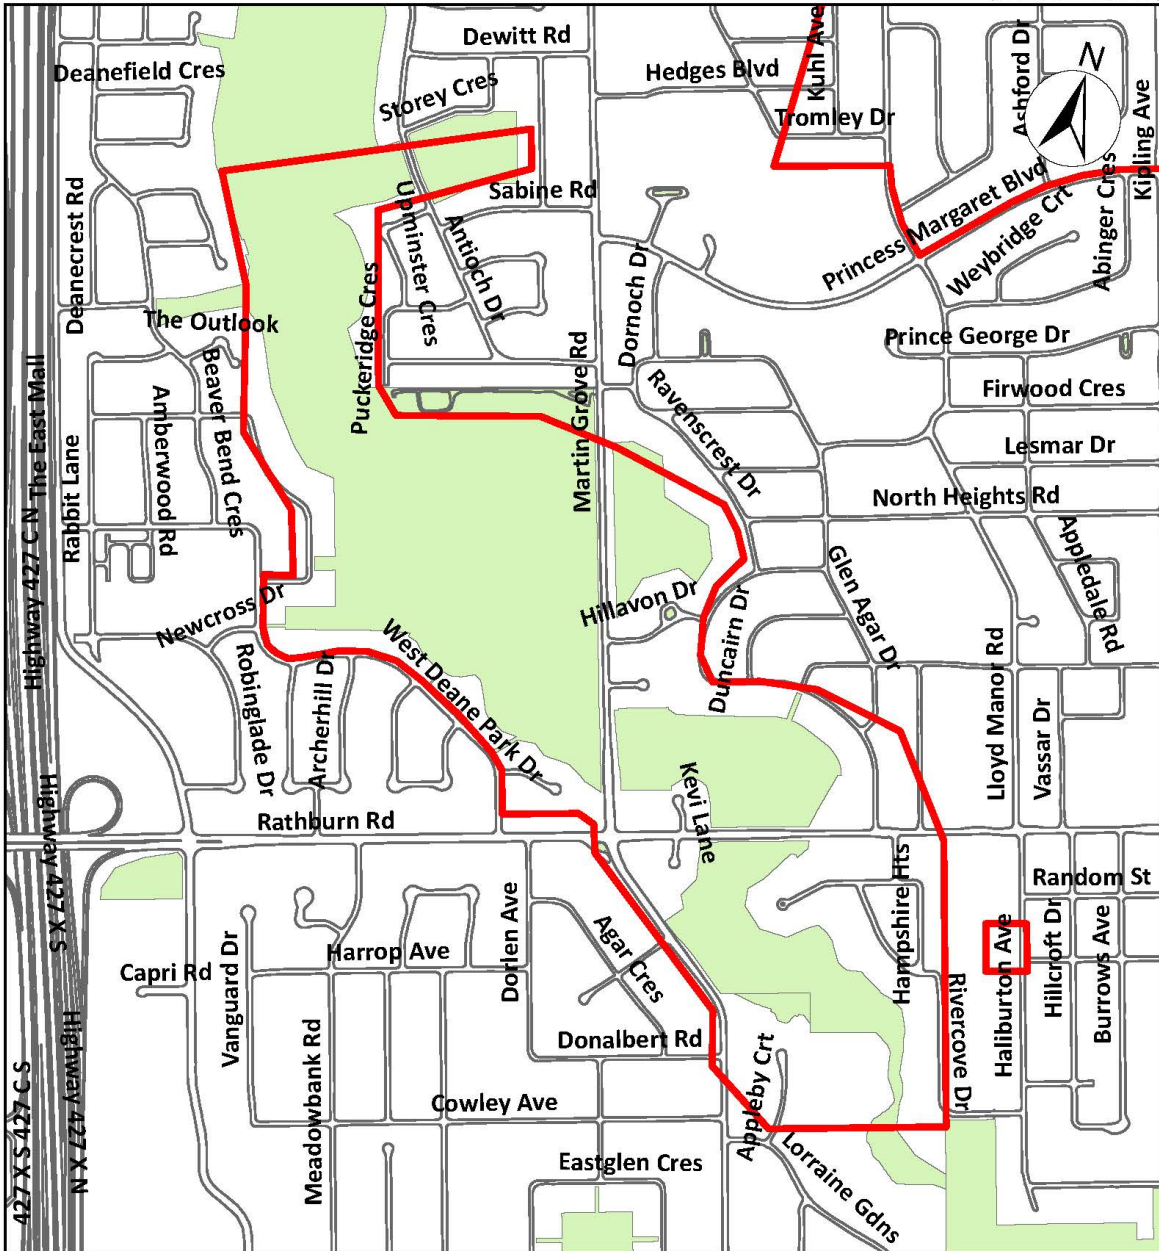 Dewitt Rd
Deanefield Cres
Hedges Blvd
Kuhl Ave
Ashford Dr
N
Storey Cres
Tromley Dr
Kipling Ave
Sabine Rd
Deanecrest Rd
Upminster Cres
Antioch Dr
Princess Margaret Blvd
Weybridge Crt
Abinger Cres
Dornoch Dr
The Outlook
Puckeridge Cres
Prince George Dr
Martin Grove Rd
Beaver Bend Cres
Amberwood Rd
Ravenscrest Dr
Firwood Cres
The East Mall
Rabbit Lane
Lesmar Dr
North Heights Rd
Highway 427 C N
Appledale Rd
Glen Agar Dr
Hillavon Dr
Newcross Dr
West Deane Park Dr
Duncairn Dr
Robinglade Dr
Archerhill Dr
Lloyd Manor Rd
Vassar Dr
Kevi Lane
Rathburn Rd
Highway 427 X S
Hampshire Hts
Random St
Dorlen Ave
Agar Cres
Haliburton Ave
Hillcroft Dr
Burrows Ave
Harrop Ave
Capri Rd
Vanguard Dr
Rivercove Dr
Donalbert Rd
Meadowbank Rd
Highway 427 X N
427 X S 427 C S
Cowley Ave
Appleby Crt
Eastglen Cres
Lorraine Gdns